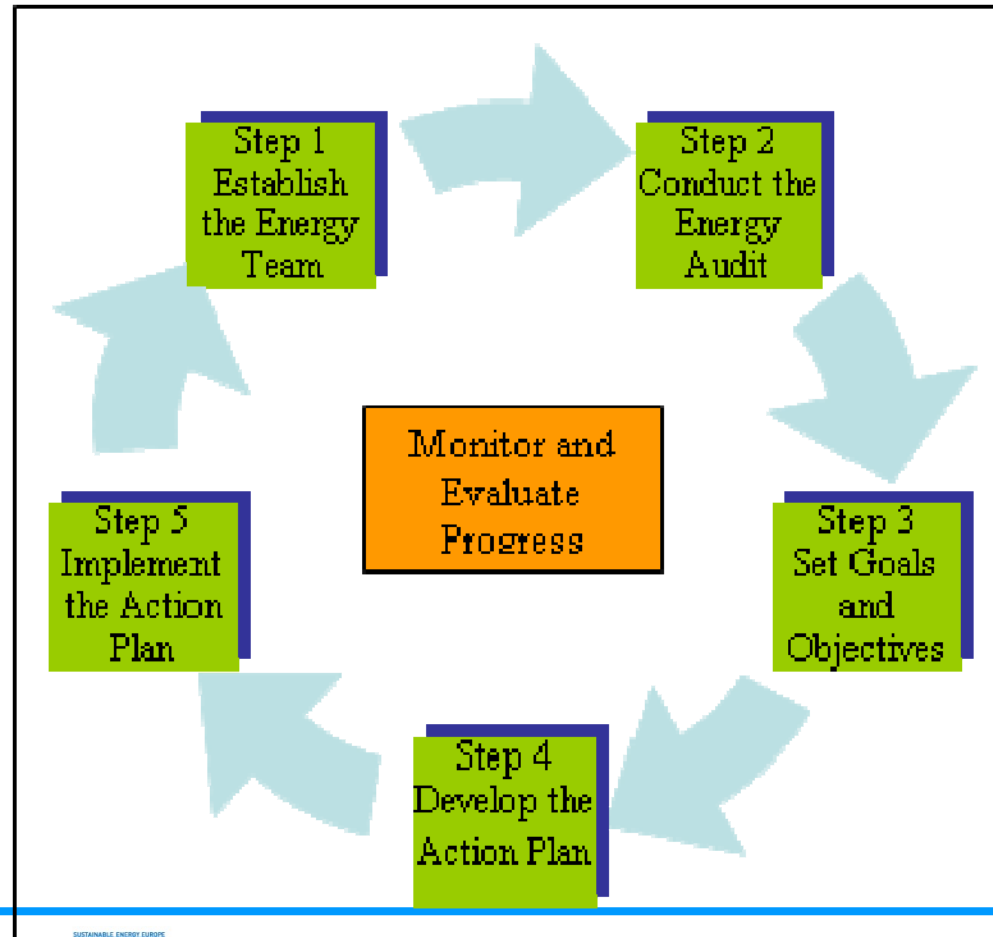 Step 1
Establish
the Energy
Team
Step 2
Conduct the
Energy
Audit
Monitor and
Evaluate
Progress
Step 3
Set Goals
and
Objectives
Step 4
Develop the
Action Plan
Step 5
Implement
the Action
Plan
SUSTAINABLE ENERGY EUROPE